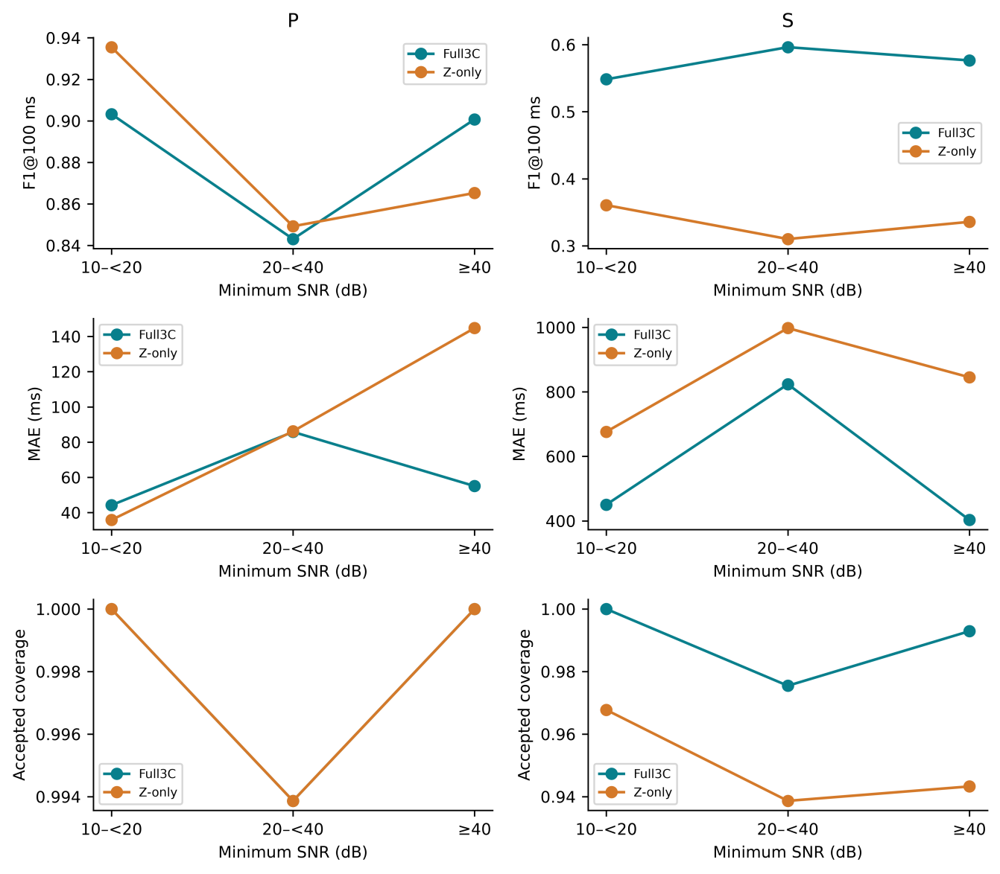 P
0.94
0.92
0.90
0.88
0.86
0.84
F1@100 ms
Full3C
Z-only
10–<20
20–<40
≥40
Minimum SNR (dB)
S
0.6
0.5
0.4
0.3
F1@100 ms
Full3C
Z-only
10–<20
20–<40
≥40
Minimum SNR (dB)
140
120
100
80
60
40
MAE (ms)
Full3C
Z-only
10–<20
20–<40
≥40
Minimum SNR (dB)
1000
800
600
400
MAE (ms)
Full3C
Z-only
10–<20
20–<40
≥40
Minimum SNR (dB)
1.000
0.998
0.996
0.994
Accepted coverage
Full3C
Z-only
10–<20
20–<40
≥40
Minimum SNR (dB)
1.00
0.98
0.96
0.94
Accepted coverage
Full3C
Z-only
10–<20
20–<40
≥40
Minimum SNR (dB)